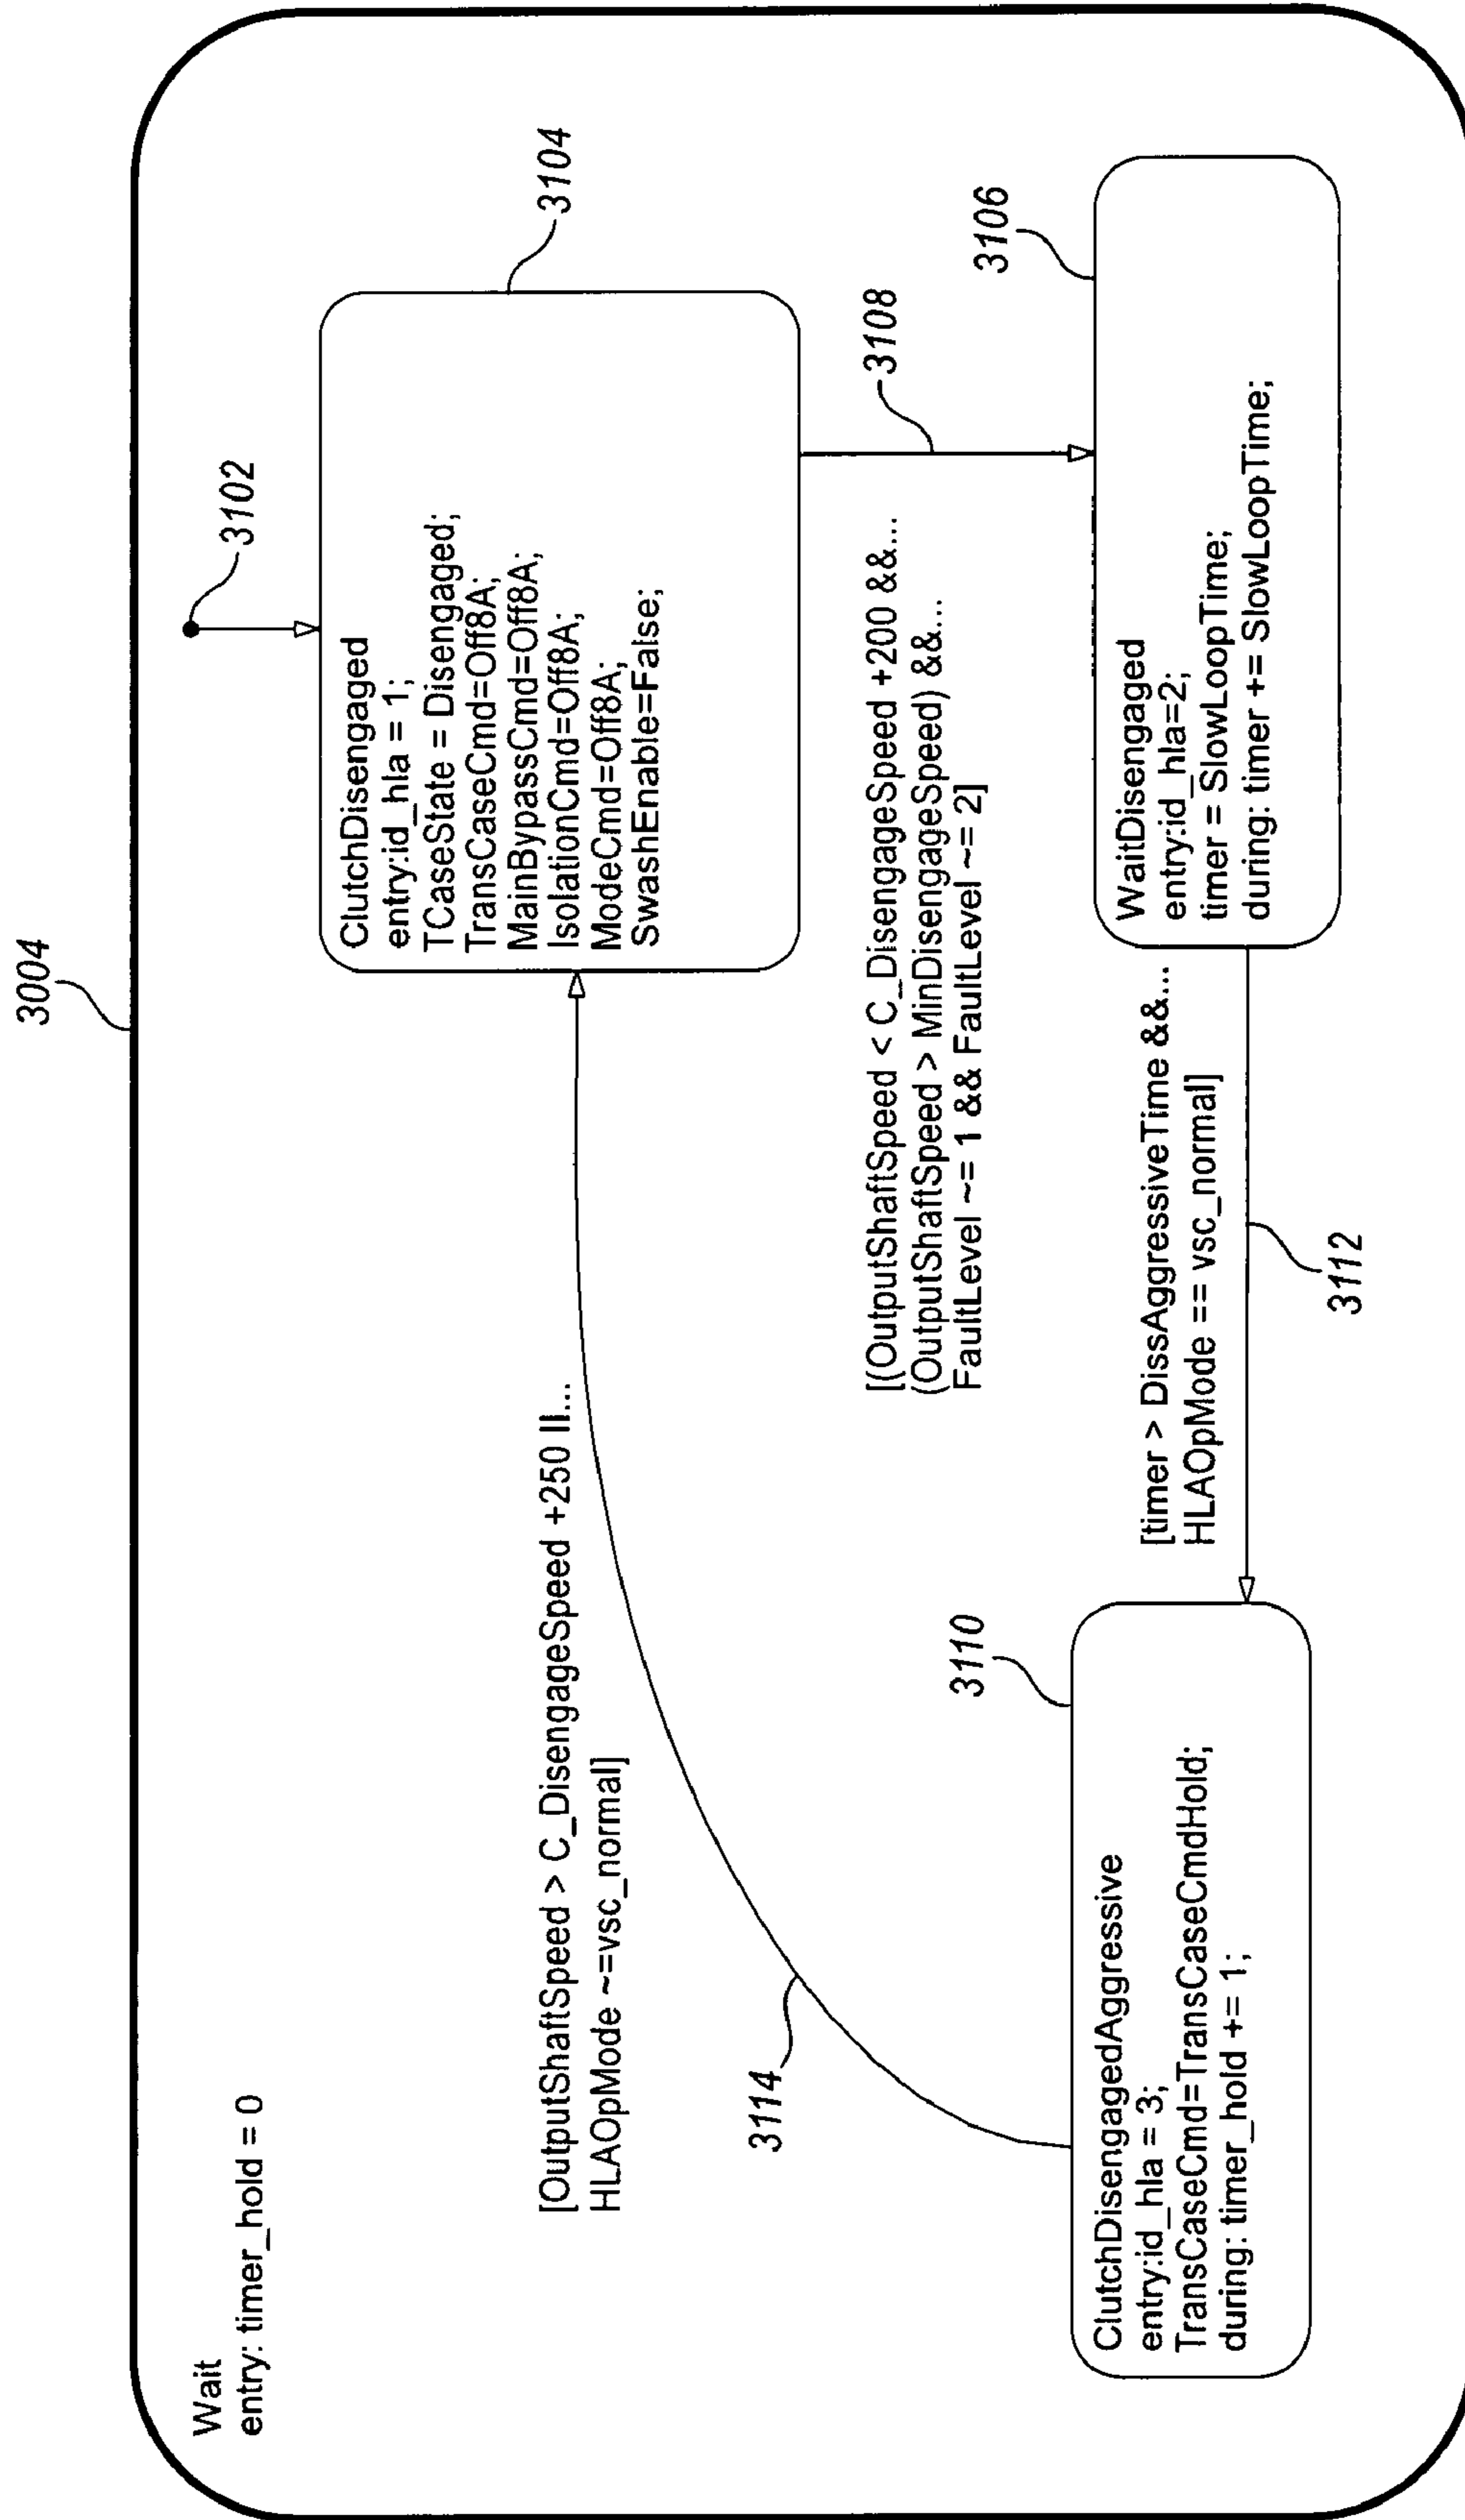 3004
Wait
entry: timer_hold = 0
3102
ClutchDisengaged
entry:id_hla = 1;
TCaseState = Disengaged;
TransCaseCmd=Off8A;
MainBypassCmd=Off8A;
IsolationCmd=Off8A;
ModeCmd=Off8A;
SwashEnable=False;
3104
[OutputShaftSpeed > C_DisengageSpeed +250 II...
HLAOpMode ~=vsc_normal]
3114
[(OutputShaftSpeed < C_DisengageSpeed +200 &&...
(OutputShaftSpeed > MinDisengageSpeed) &&...
FaultLevel ~= 1 && FaultLevel ~= 2]
3108
3110
ClutchDisengagedAggressive
entry:id_hla = 3;
TransCaseCmd=TransCaseCmdHold;
during: timer_hold += 1;
[timer > DissAggressiveTime &&...
HLAOpMode == vsc_normal]
3112
3106
WaitDisengaged
entry:id_hla=2;
timer = SlowLoopTime;
during: timer += SlowLoopTime;